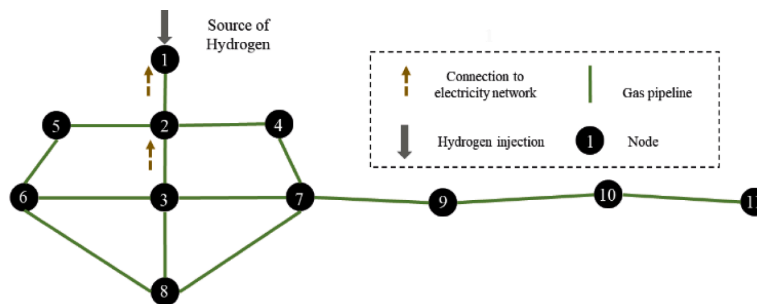 Source of
Hydrogen
1
Connection to
electricity network
Gas pipeline
5
2
4
Hydrogen injection
1
Node
6
3
7
9
10
11
8